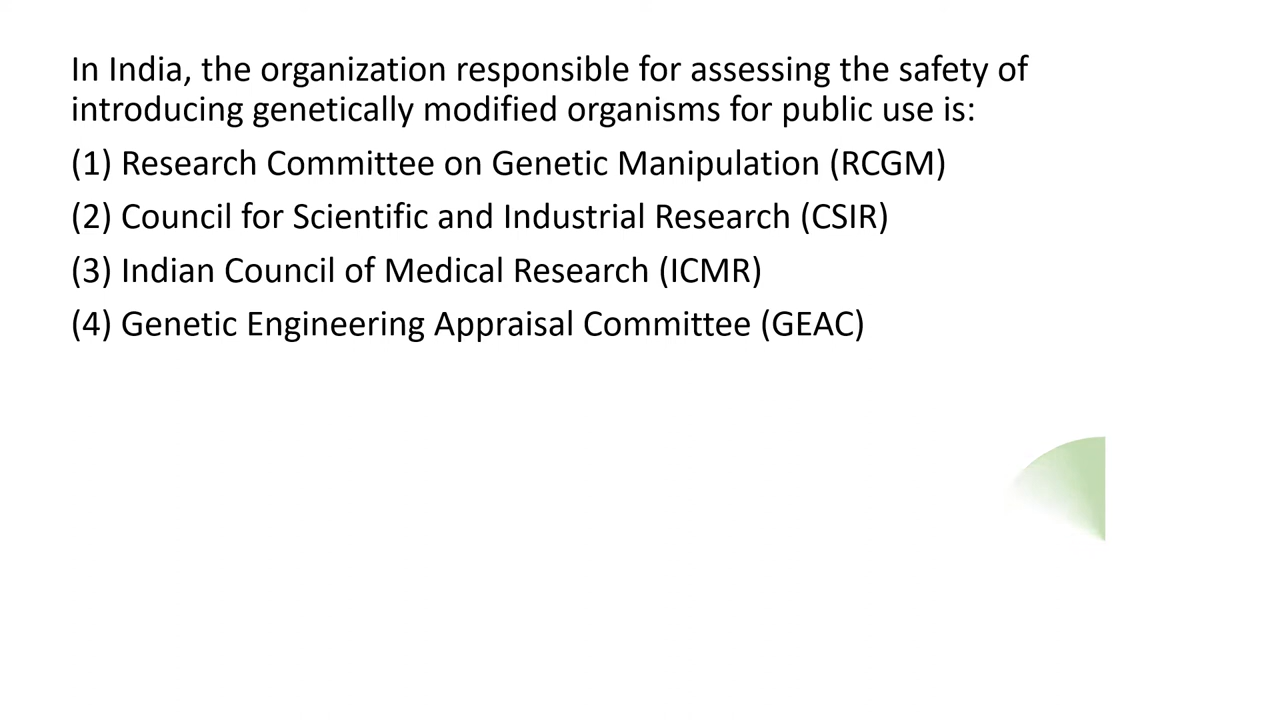 In India, the organization responsible for assessing the safety of
introducing genetically modified organisms for public use is:
(1) Research Committee on Genetic Manipulation (RCGM)
(2) Council for Scientific and Industrial Research (CSIR)
(3) Indian Council of Medical Research (ICMR)
(4) Genetic Engineering Appraisal Committee (GEAC)